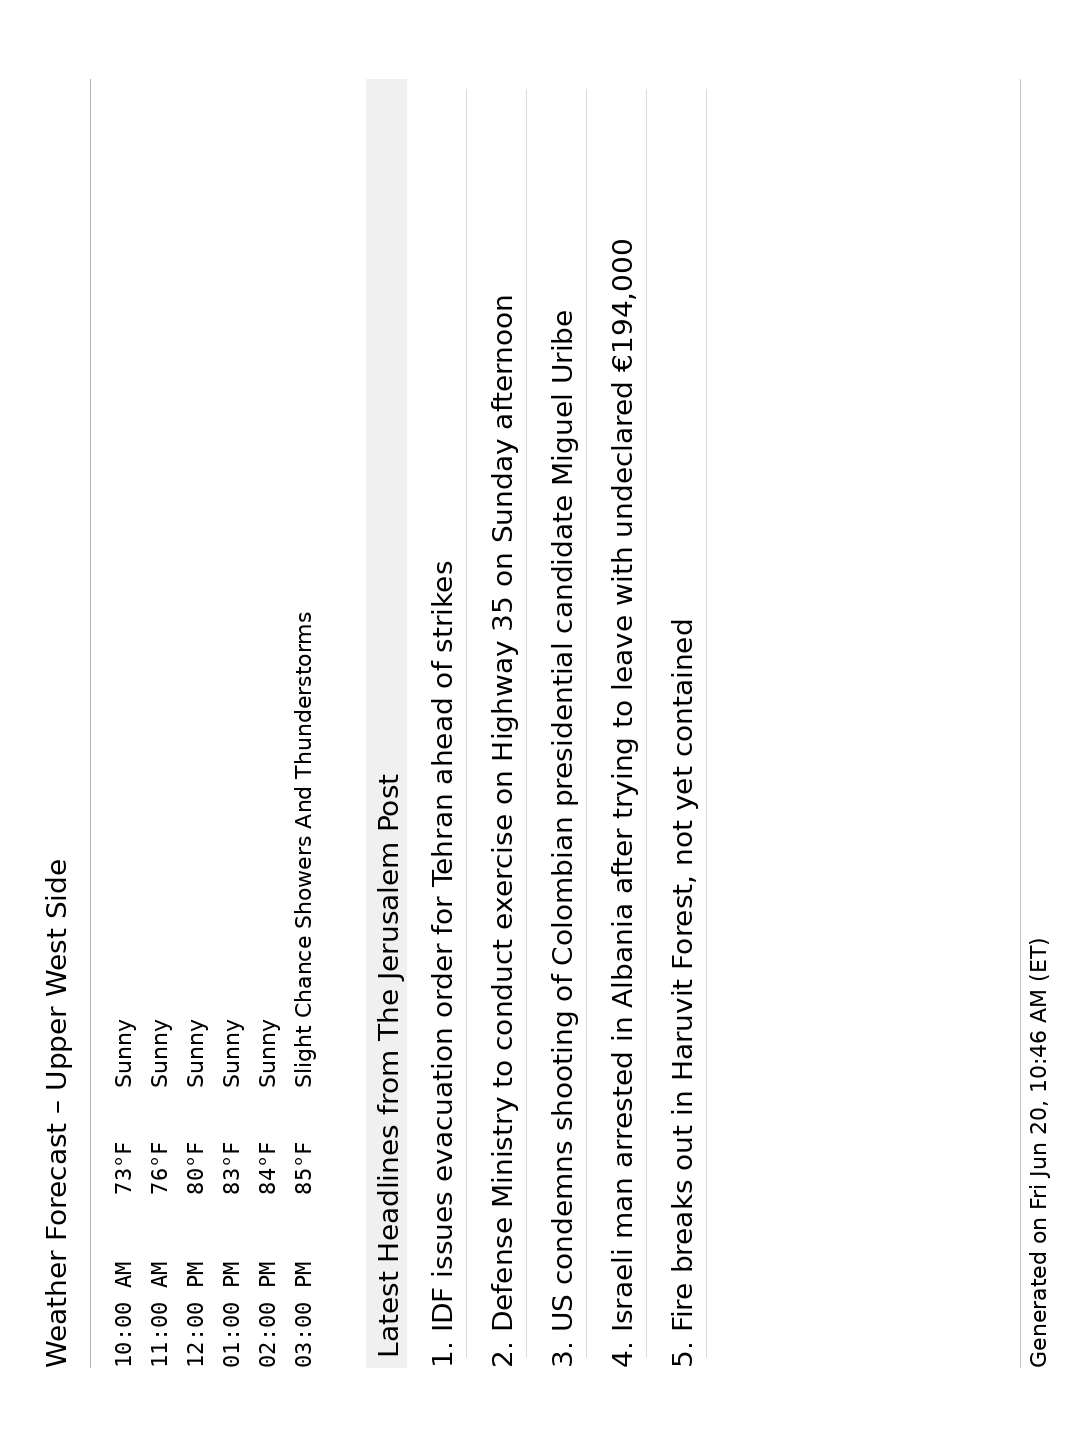 Weather Forecast – Upper West Side
10:00 AM 73°F Sunny
11:00 AM 76°F Sunny
12:00 PM 80°F Sunny
01:00 PM 83°F Sunny
02:00 PM 84°F Sunny
03:00 PM 85°F Slight Chance Showers And Thunderstorms
Latest Headlines from The Jerusalem Post
1. IDF issues evacuation order for Tehran ahead of strikes
2. Defense Ministry to conduct exercise on Highway 35 on Sunday afternoon
3. US condemns shooting of Colombian presidential candidate Miguel Uribe
4. Israeli man arrested in Albania after trying to leave with undeclared €194,000
5. Fire breaks out in Haruvit Forest, not yet contained
Generated on Fri Jun 20, 10:46 AM (ET)